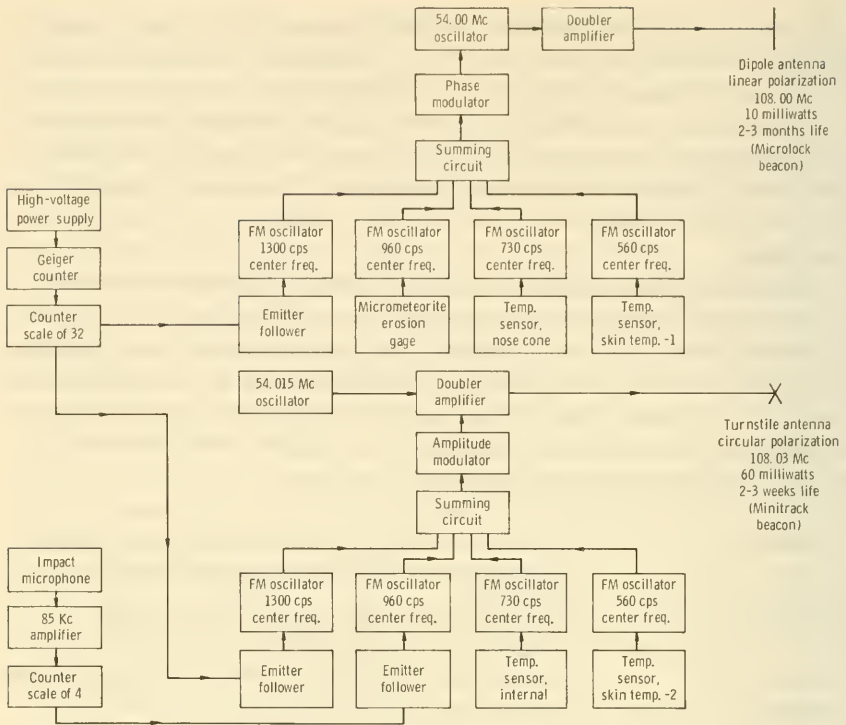 54.00 Mc
oscillator
Doubler
amplifier
Dipole antenna
linear polarization
108.00 Mc
10 milliwatts
2-3 months life
(Microlock
beacon)
Phase
modulator
Summing
circuit
High-voltage
power supply
Geiger
counter
Counter
scale of 32
FM oscillator
1300 cps
center freq.
FM oscillator
960 cps
center freq.
FM oscillator
730 cps
center freq.
FM oscillator
560 cps
center freq.
Emitter
follower
Micrometeorite
erosion
gage
Temp.
sensor,
nose cone
Temp.
sensor,
skin temp. -1
54.015 Mc
oscillator
Doubler
amplifier
Turnstile antenna
circular polarization
108.03 Mc
60 milliwatts
2-3 weeks life
(Minitrack
beacon)
Amplitude
modulator
Summing
circuit
Impact
microphone
85 Kc
amplifier
Counter
scale of 4
FM oscillator
1300 cps
center freq.
FM oscillator
960 cps
center freq.
FM oscillator
730 cps
center freq.
FM oscillator
560 cps
center freq.
Emitter
follower
Emitter
follower
Temp.
sensor,
internal
Temp.
sensor,
skin temp. -2